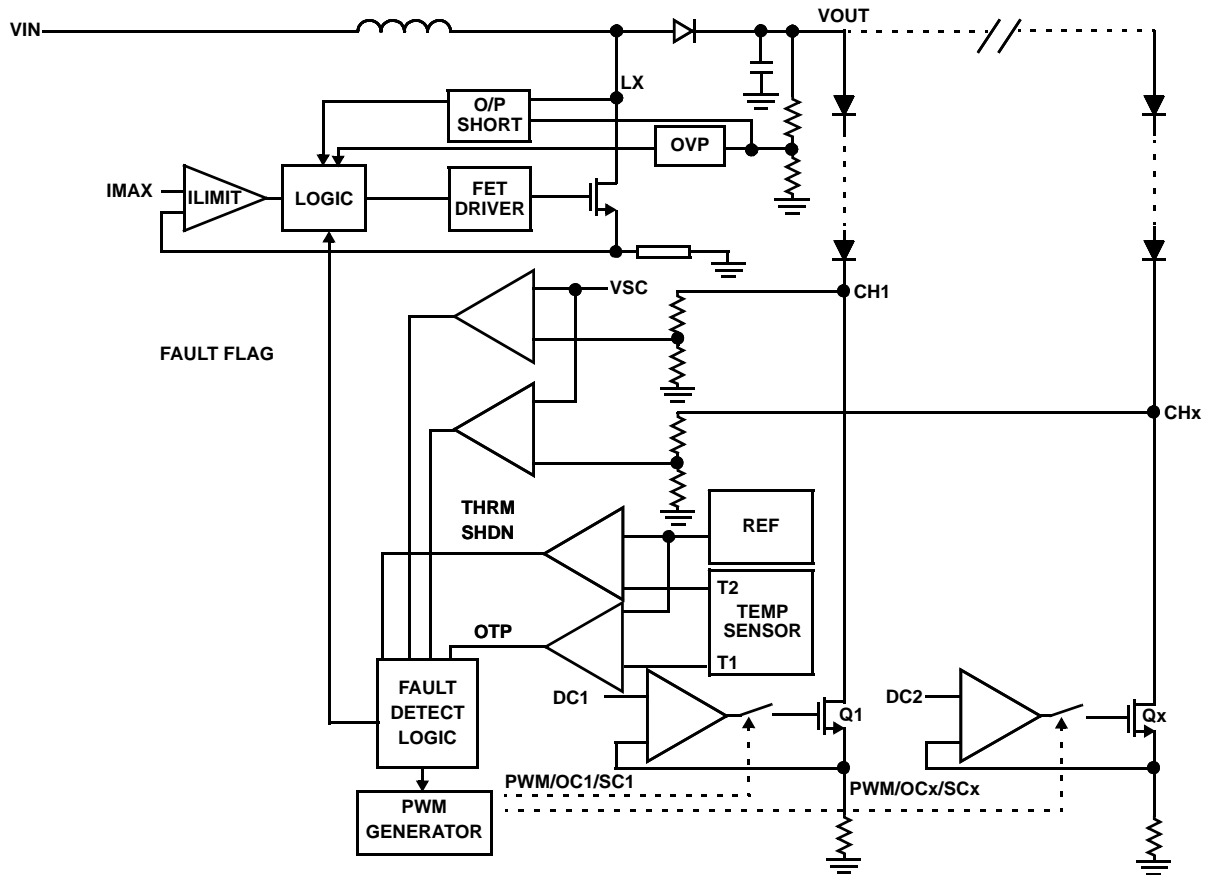 VIN
VOUT
LX
O/P
SHORT
OVP
IMAX
ILIMIT
LOGIC
FET
DRIVER
VSC
CH1
FAULT FLAG
CHx
THRM
SHDN
REF
T2
TEMP
SENSOR
T1
OTP
FAULT
DETECT
LOGIC
DC1
Q1
DC2
Qx
PWM/OC1/SC1
PWM/OCx/SCx
PWM
GENERATOR